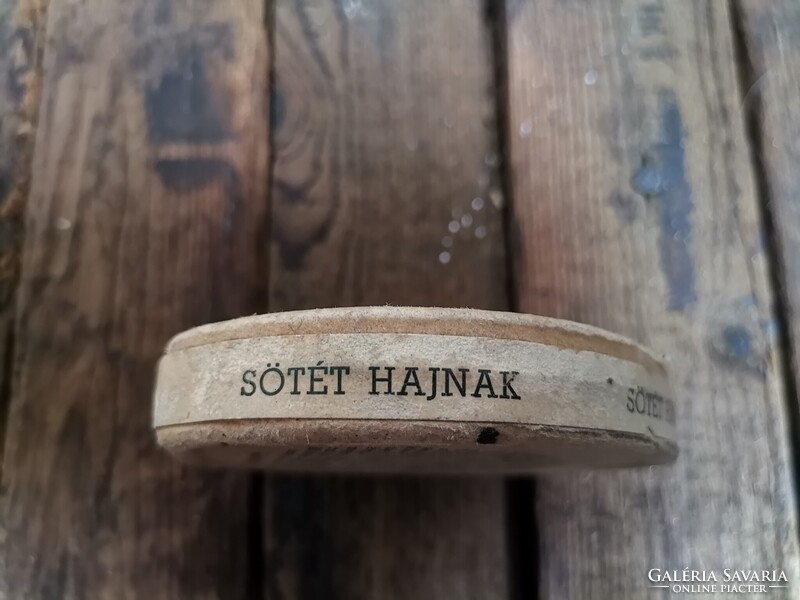 SÖTÉT HAJNAK
SÖTÉT
GALÉRIA SAVARIA
ONLINE PIACTÉR